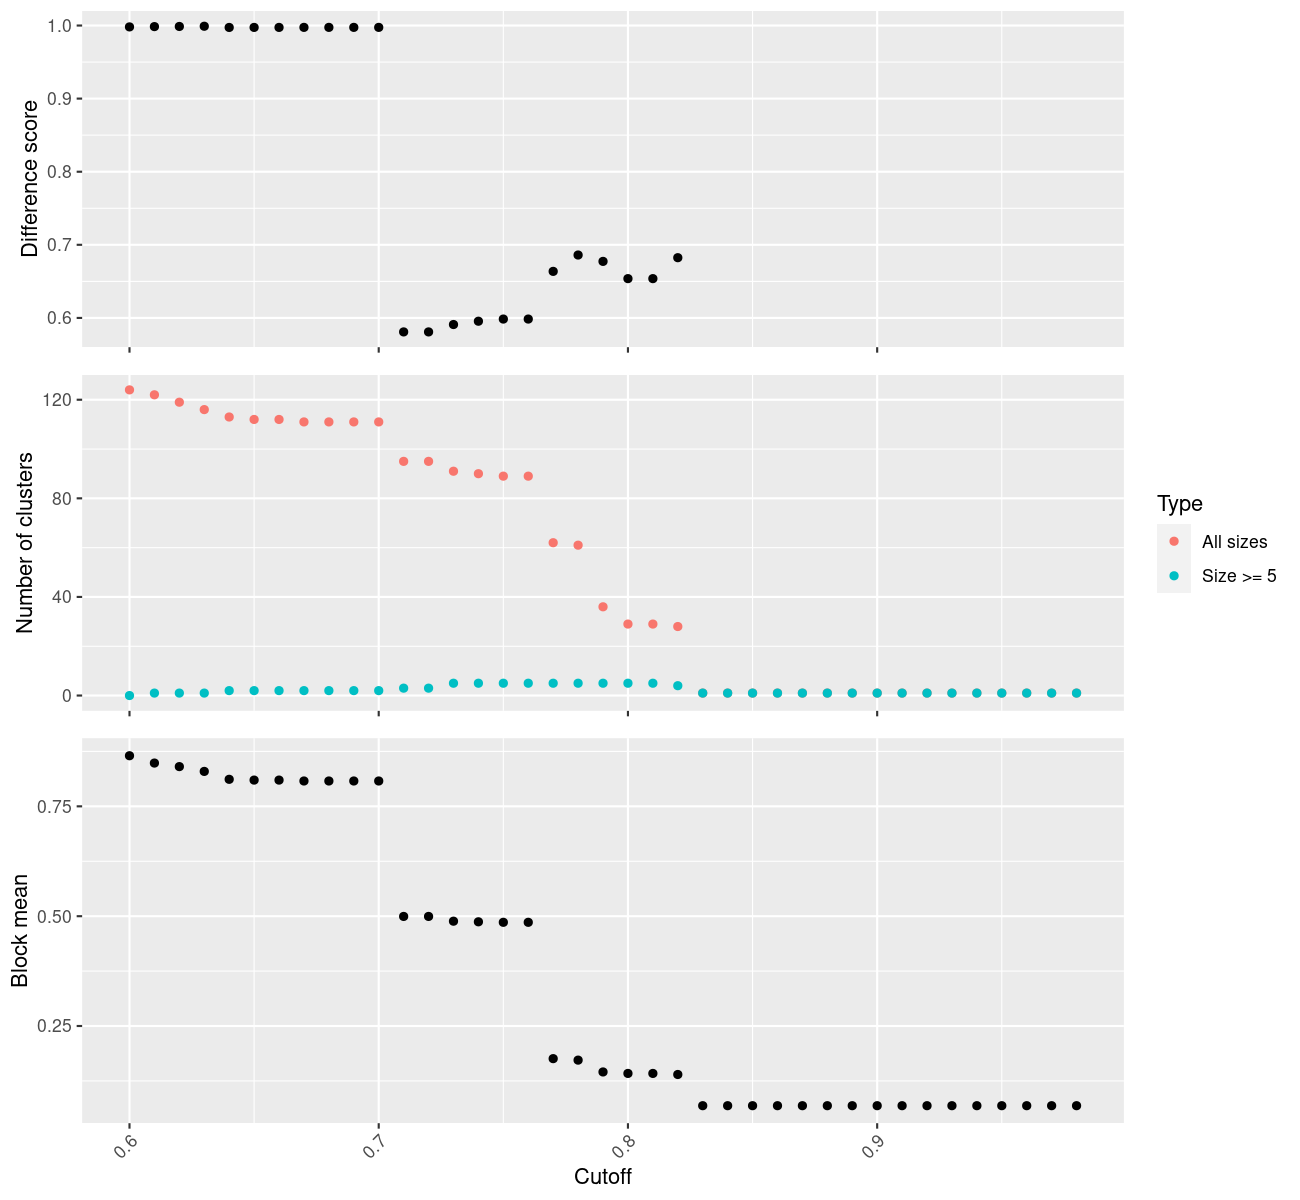 Difference score
1.0
0.9
0.8
0.7
0.6
Number of clusters
120
80
40
0
Type
All sizes
Size >= 5
Block mean
0.75
0.50
0.25
0.6
0.7
0.8
0.9
Cutoff